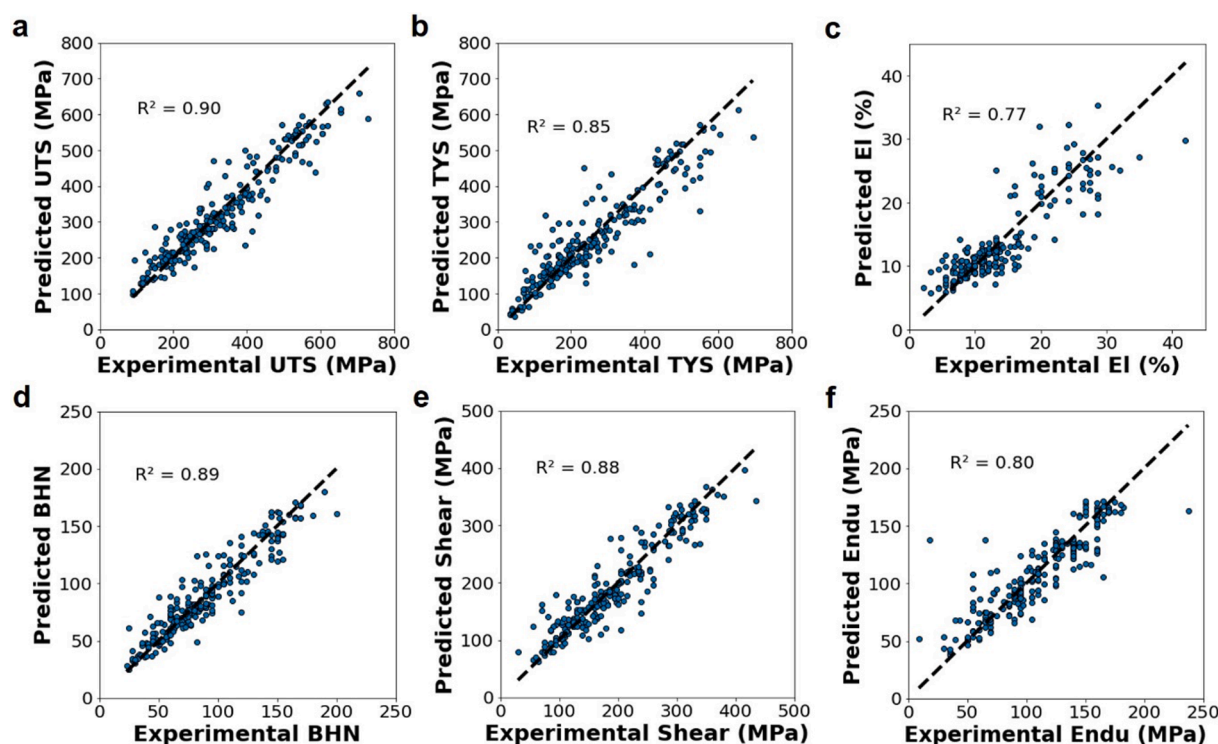 a
800
700
600
500
400
300
200
100
0
Predicted UTS (MPa)
R² = 0.90
0 200 400 600 800
Experimental UTS (MPa)
b
800
700
600
500
400
300
200
100
0
Predicted TYS (Mpa)
R² = 0.85
0 200 400 600 800
Experimental TYS (MPa)
c
40
30
20
10
0
Predicted El (%)
R² = 0.77
0 10 20 30 40
Experimental El (%)
d
250
200
150
100
50
0
Predicted BHN
R² = 0.89
0 50 100 150 200 250
Experimental BHN
e
500
400
300
200
100
0
Predicted Shear (MPa)
R² = 0.88
0 100 200 300 400 500
Experimental Shear (MPa)
f
250
200
150
100
50
0
Predicted Endu (MPa)
R² = 0.80
0 50 100 150 200 250
Experimental Endu (MPa)